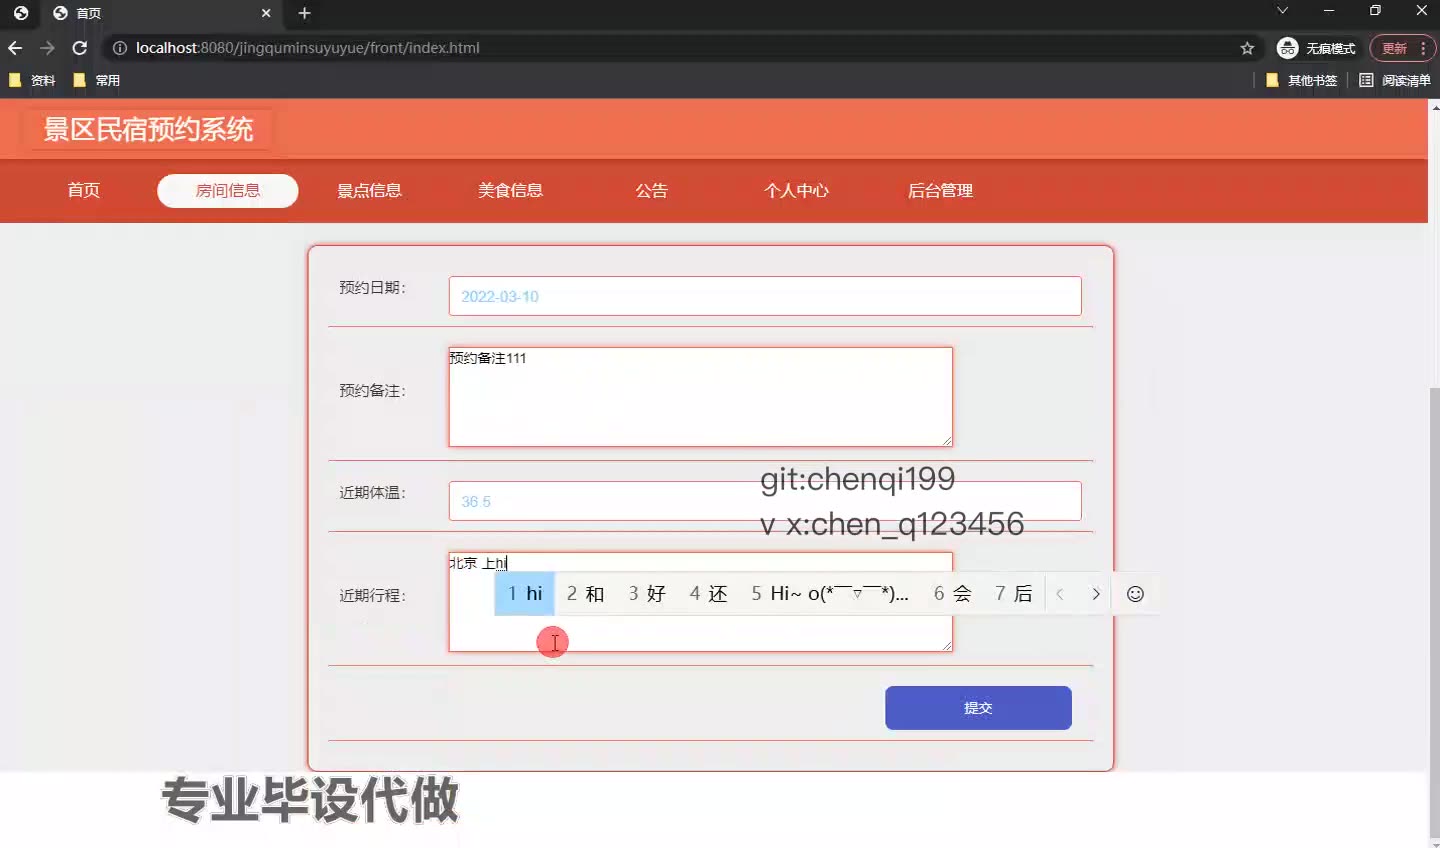 首页
localhost:8080/jingquminsuyuyue/front/index.html
无痕模式
更新
资料
常用
其他书签
阅读清单
景区民宿预约系统
首页
房间信息
景点信息
美食信息
公告
个人中心
后台管理
预约日期：
2022-03-10
预约备注：
预约备注111
近期体温：
36.5
git:chenqi199
v x:chen_q123456
近期行程：
北京 上hi
1 hi 2 和 3 好 4 还 5 Hi~ o(*￣▽￣*)... 6 会 7 后
提交
专业毕设代做